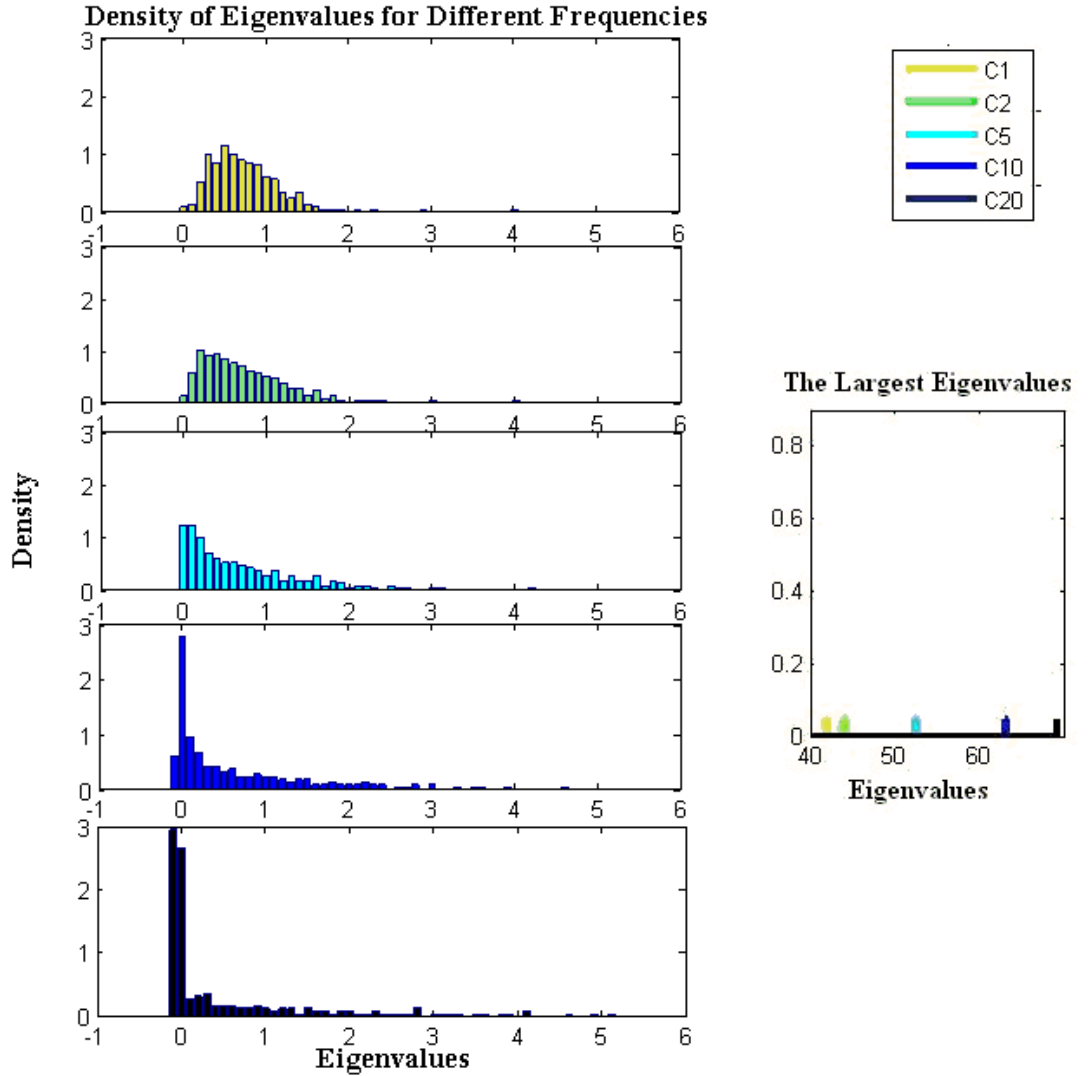 Density of Eigenvalues for Different Frequencies
3
2
1
0
-1 0 1 2 3 4 5 6
3
2
1
0
-1 0 1 2 3 4 5 6
3
2
1
0
-1 0 1 2 3 4 5 6
3
2
1
0
-1 0 1 2 3 4 5 6
3
2
1
0
-1 0 1 2 3 4 5 6
Density
Eigenvalues
C1
C2
C5
C10
C20
The Largest Eigenvalues
0.8
0.6
0.4
0.2
0
40 50 60
Eigenvalues